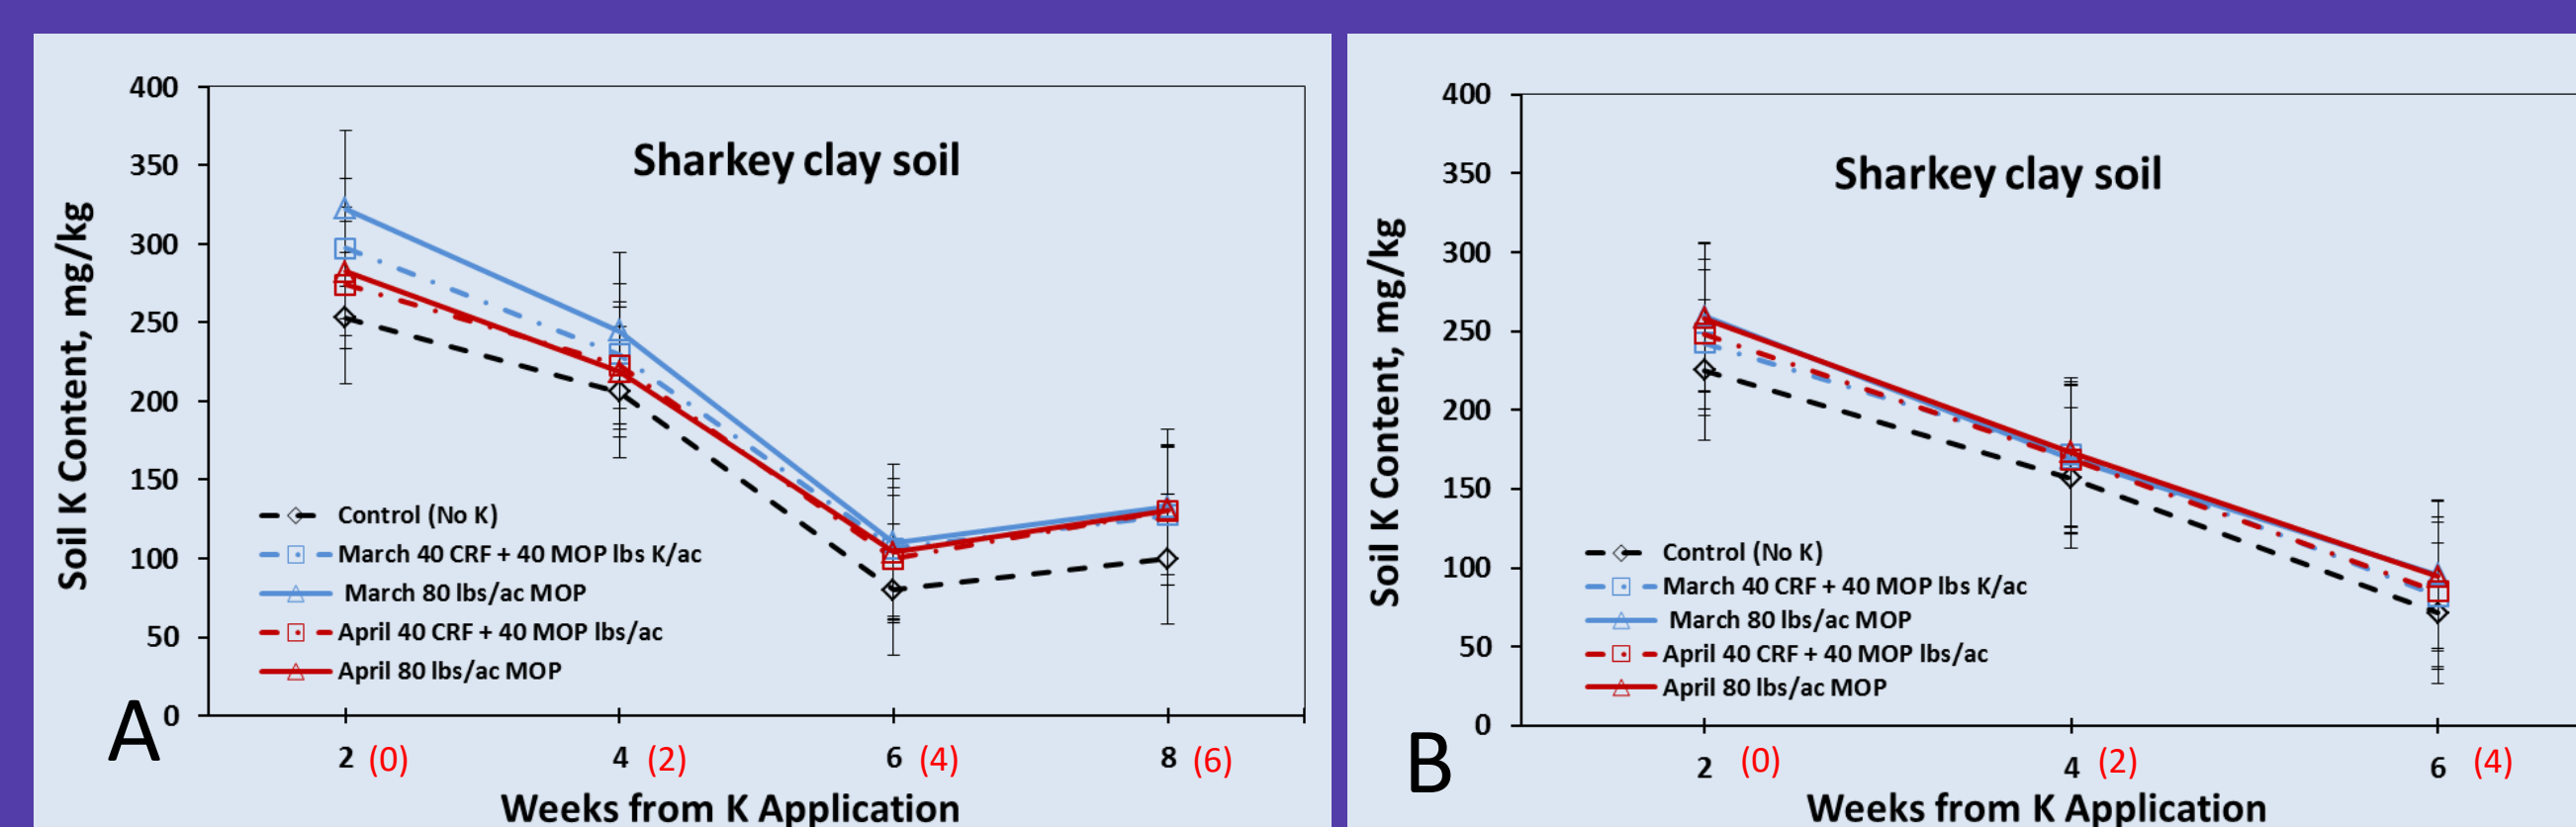 400
350
300
250
200
150
100
50
0
Soil K Content, mg/kg
Sharkey clay soil
Control (No K)
March 40 CRF + 40 MOP lbs K/ac
March 80 lbs/ac MOP
April 40 CRF + 40 MOP lbs/ac
April 80 lbs/ac MOP
A
2 (0) 4 (2) 6 (4) 8 (6)
Weeks from K Application
400
350
300
250
200
150
100
50
0
Soil K Content, mg/kg
Sharkey clay soil
Control (No K)
March 40 CRF + 40 MOP lbs K/ac
March 80 lbs/ac MOP
April 40 CRF + 40 MOP lbs/ac
April 80 lbs/ac MOP
B
2 (0) 4 (2) 6 (4)
Weeks from K Application